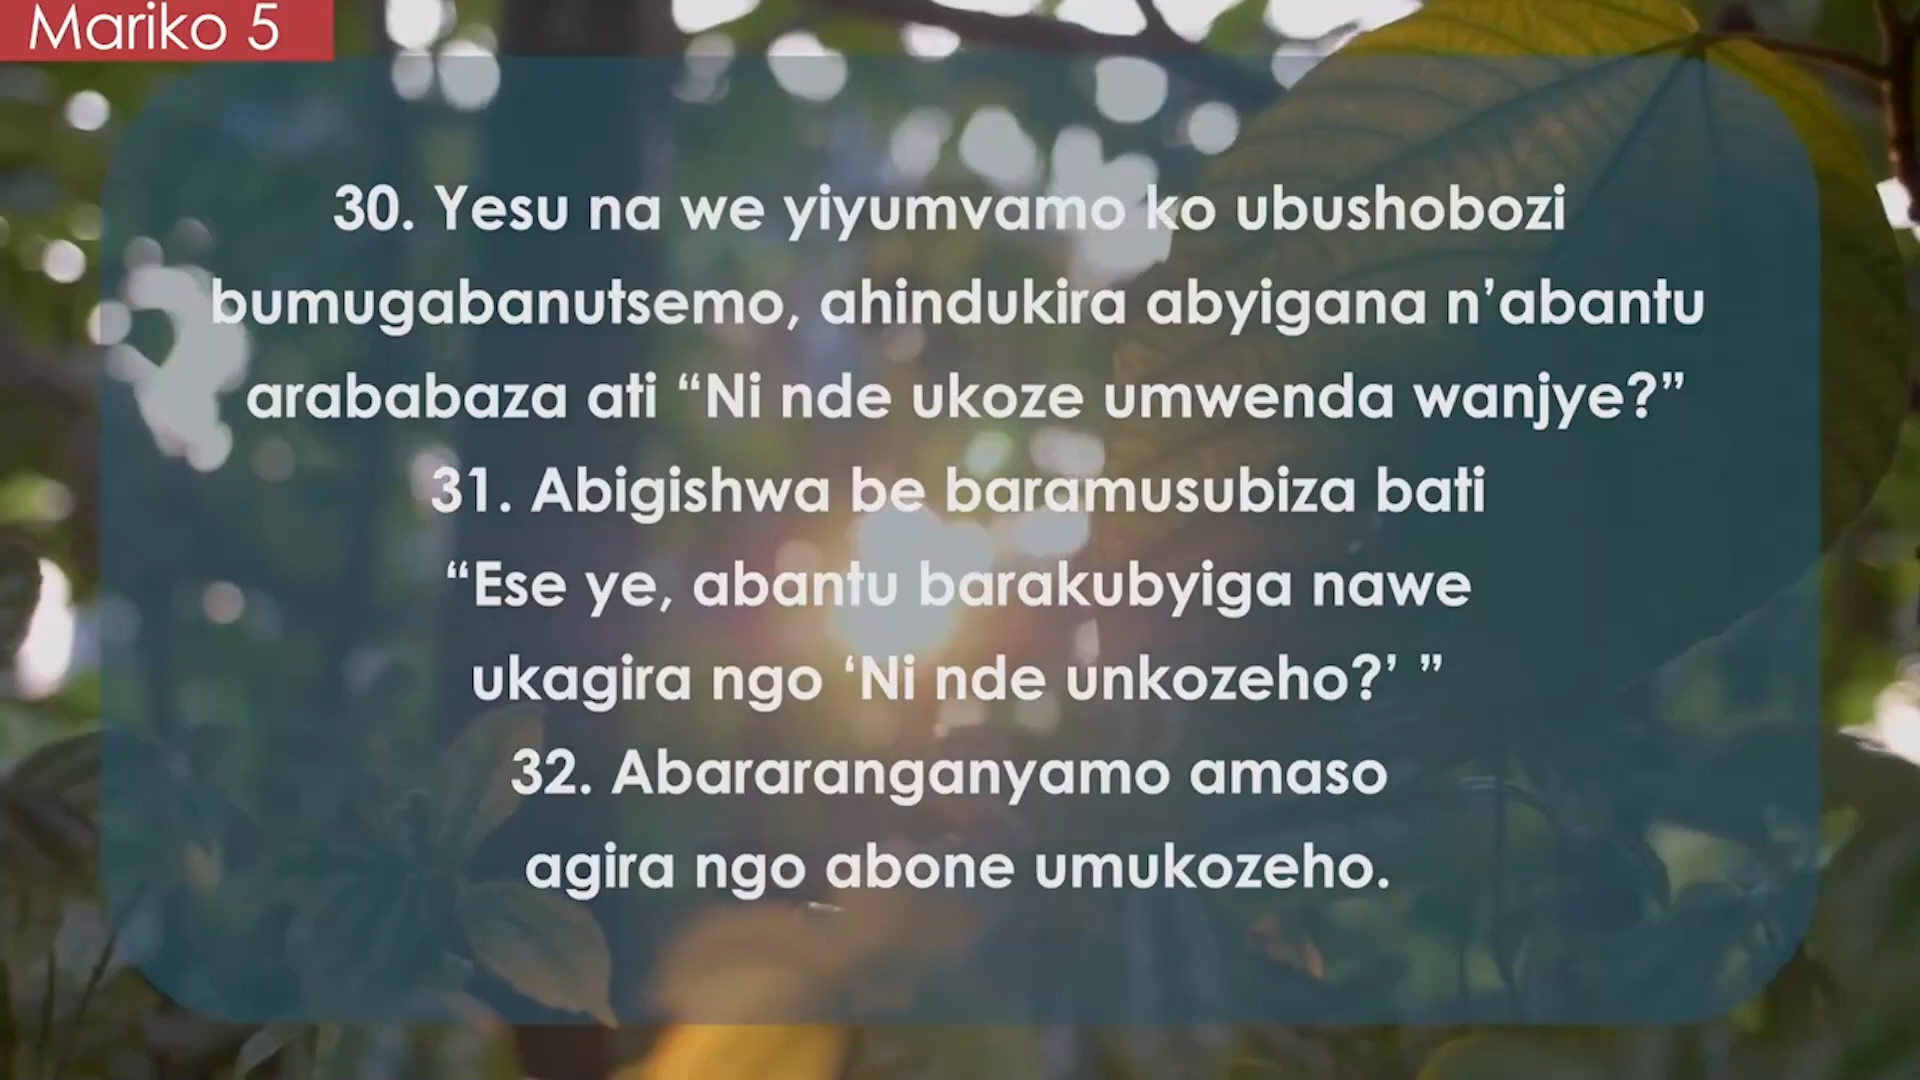 Mariko 5
30. Yesu na we yiyumvamo ko ubushobozi
bumugabanutsemo, ahindukira abyigana n’abantu
arababaza ati “Ni nde ukoze umwenda wanjye?”
31. Abigishwa be baramusubiza bati
“Ese ye, abantu barakubyiga nawe
ukagira ngo ‘Ni nde unkozeho?’ ”
32. Abararanganyamo amaso
agira ngo abone umukozeho.